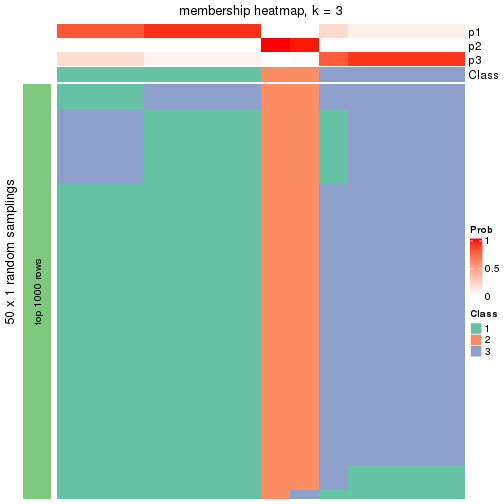 membership heatmap, k = 3
p1
p2
p3
Class
50 x 1 random samplings
top 1000 rows
Prob
1
0.5
0
Class
1
2
3